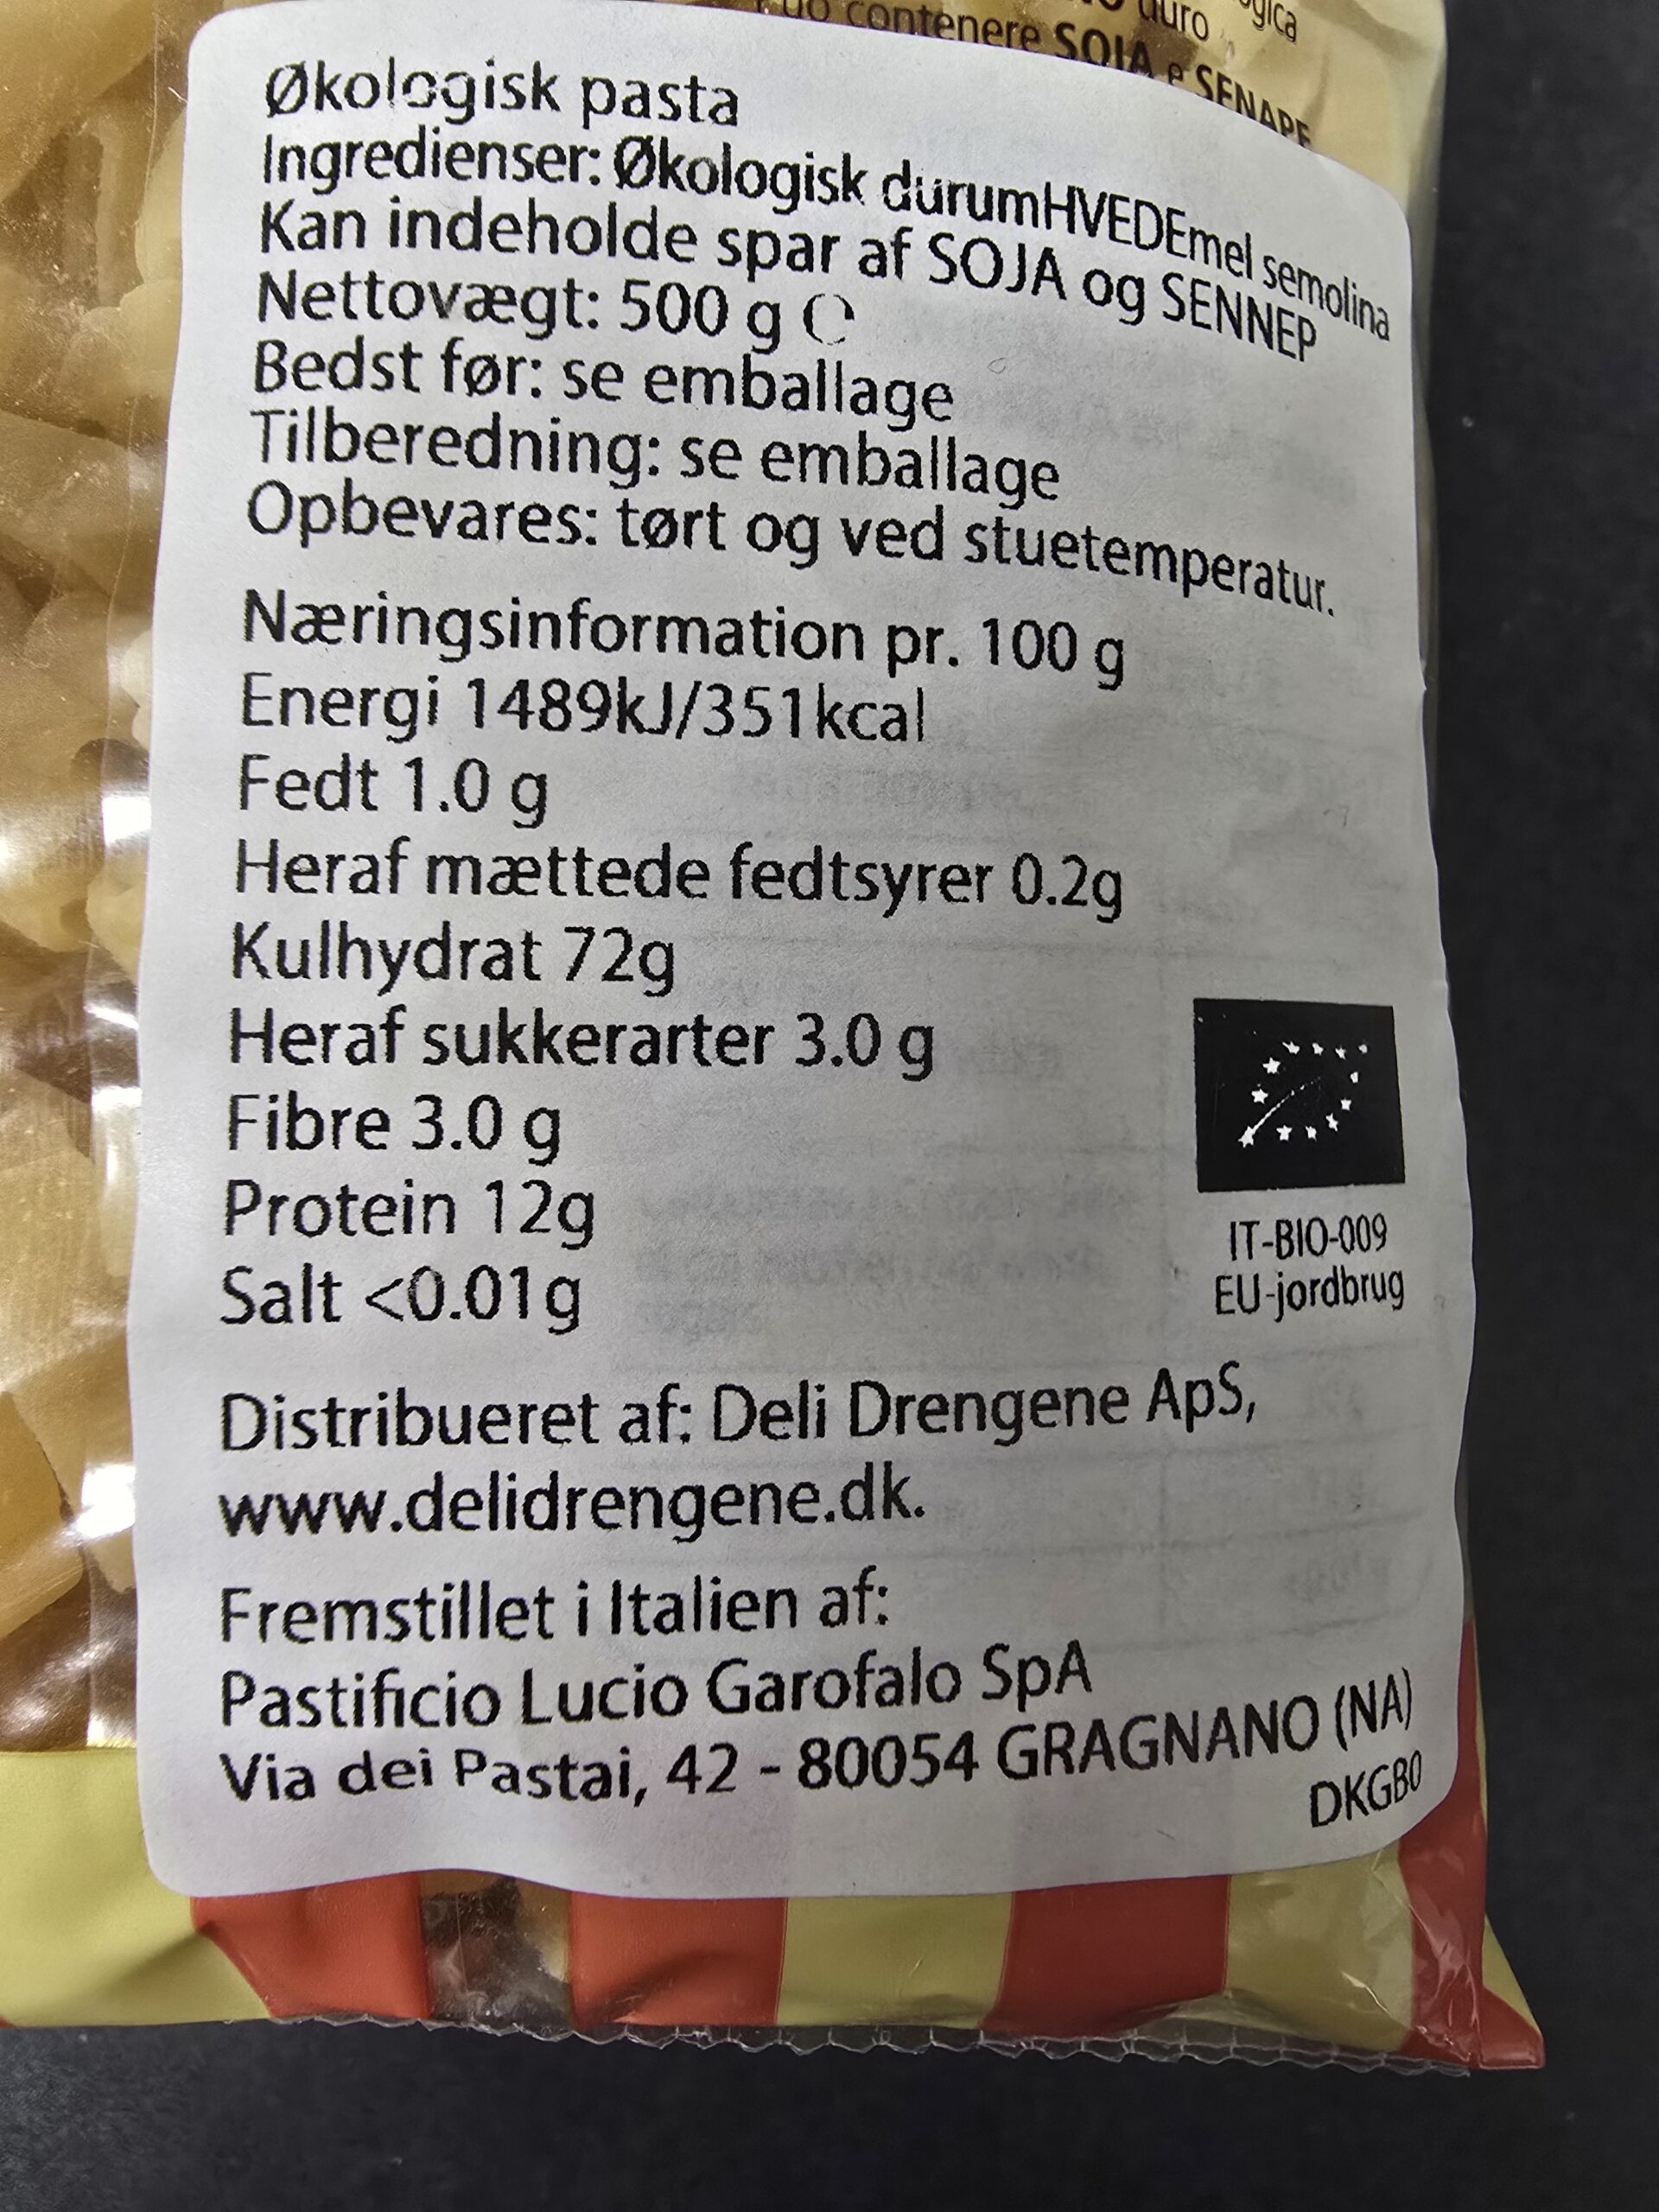 duro
contenere SOIA e SENAPE
Økologisk pasta
Ingredienser: Økologisk durumHVEDEmel semolina
Kan indeholde spar af SOJA og SENNEP
Nettovægt: 500 g ℮
Bedst før: se emballage
Tilberedning: se emballage
Opbevares: tørt og ved stuetemperatur.
Næringsinformation pr. 100 g
Energi 1489kJ/351kcal
Fedt 1.0 g
Heraf mættede fedtsyrer 0.2g
Kulhydrat 72g
Heraf sukkerarter 3.0 g
Fibre 3.0 g
Protein 12g
Salt <0.01g
IT-BIO-009
EU-jordbrug
Distribueret af: Deli Drengene ApS,
www.delidrengene.dk.
Fremstillet i Italien af:
Pastificio Lucio Garofalo SpA
Via dei Pastai, 42 - 80054 GRAGNANO (NA)
DKGB0